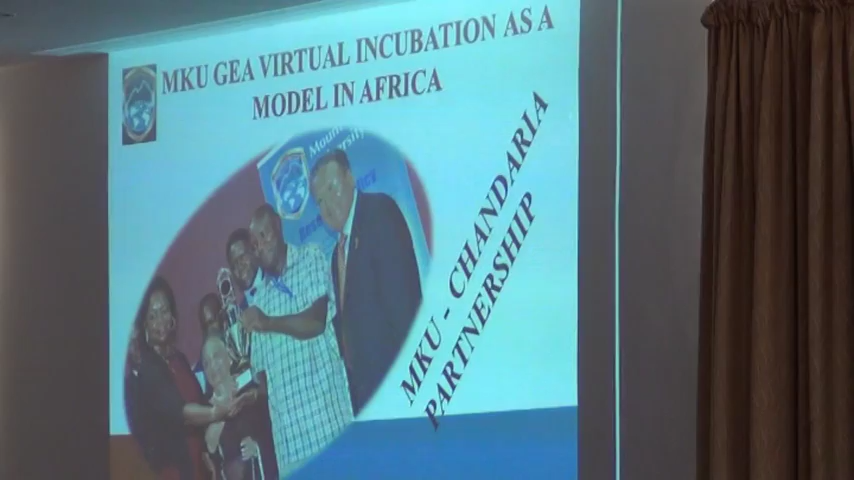 MKU GEA VIRTUAL INCUBATION AS A
MODEL IN AFRICA
MKU - CHANDARIA
PARTNERSHIP